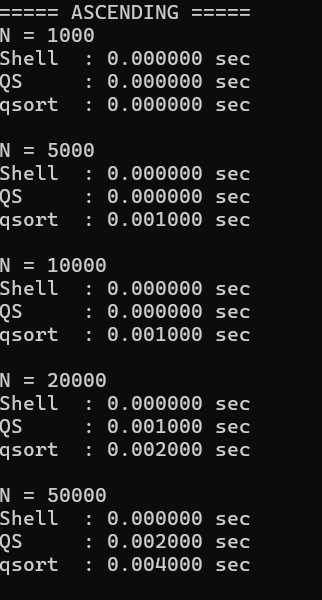 ===== ASCENDING =====
N = 1000
Shell  : 0.000000 sec
QS     : 0.000000 sec
qsort  : 0.000000 sec

N = 5000
Shell  : 0.000000 sec
QS     : 0.000000 sec
qsort  : 0.001000 sec

N = 10000
Shell  : 0.000000 sec
QS     : 0.000000 sec
qsort  : 0.001000 sec

N = 20000
Shell  : 0.000000 sec
QS     : 0.001000 sec
qsort  : 0.002000 sec

N = 50000
Shell  : 0.000000 sec
QS     : 0.002000 sec
qsort  : 0.004000 sec